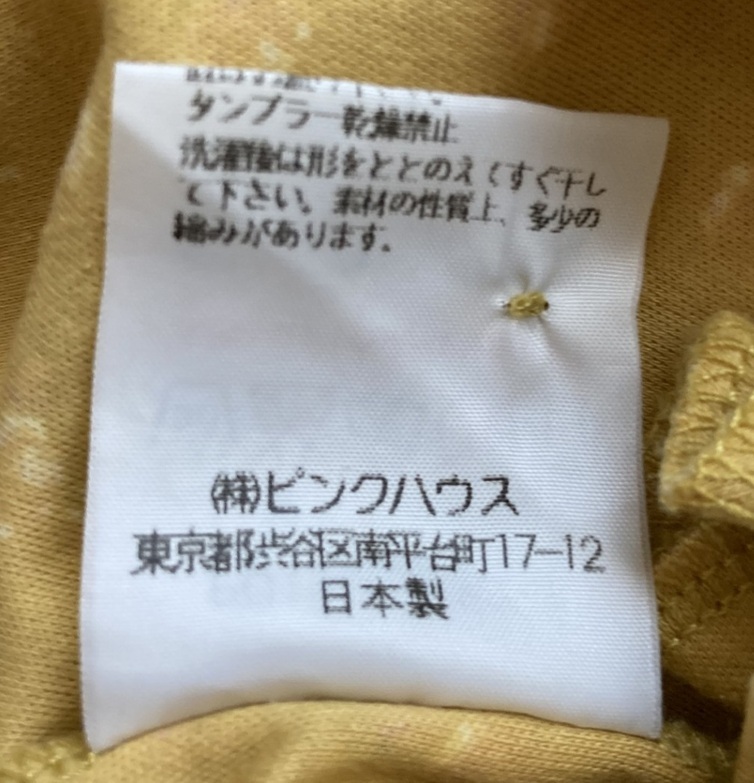 タンブラー乾燥禁止
洗濯後は形をととのえてすぐ干し
て下さい。素材の性質上、多少の
縮みがあります。
㈱ピンクハウス
東京都渋谷区南平台町17-12
日本製